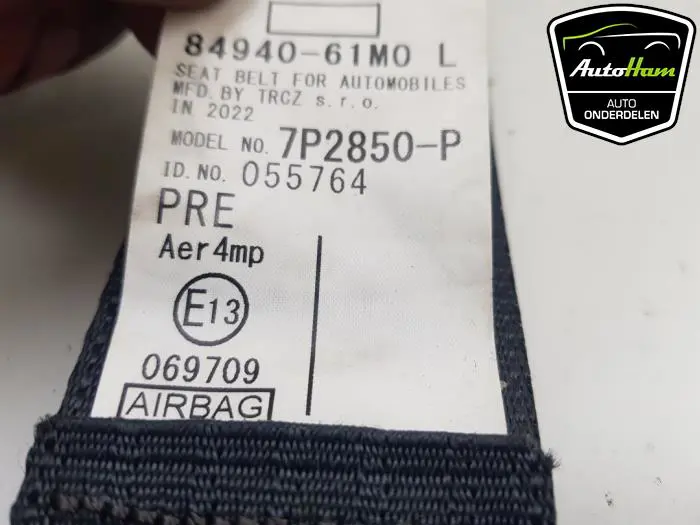 84940-61M0 L
SEAT BELT FOR AUTOMOBILES
MFD. BY TRCZ s.r.o.
IN 2022
MODEL NO. 7P2850-P
ID. NO. 055764
PRE
Aer4mp
E13
069709
AIRBAG
AutoHam
AUTO
ONDERDELEN